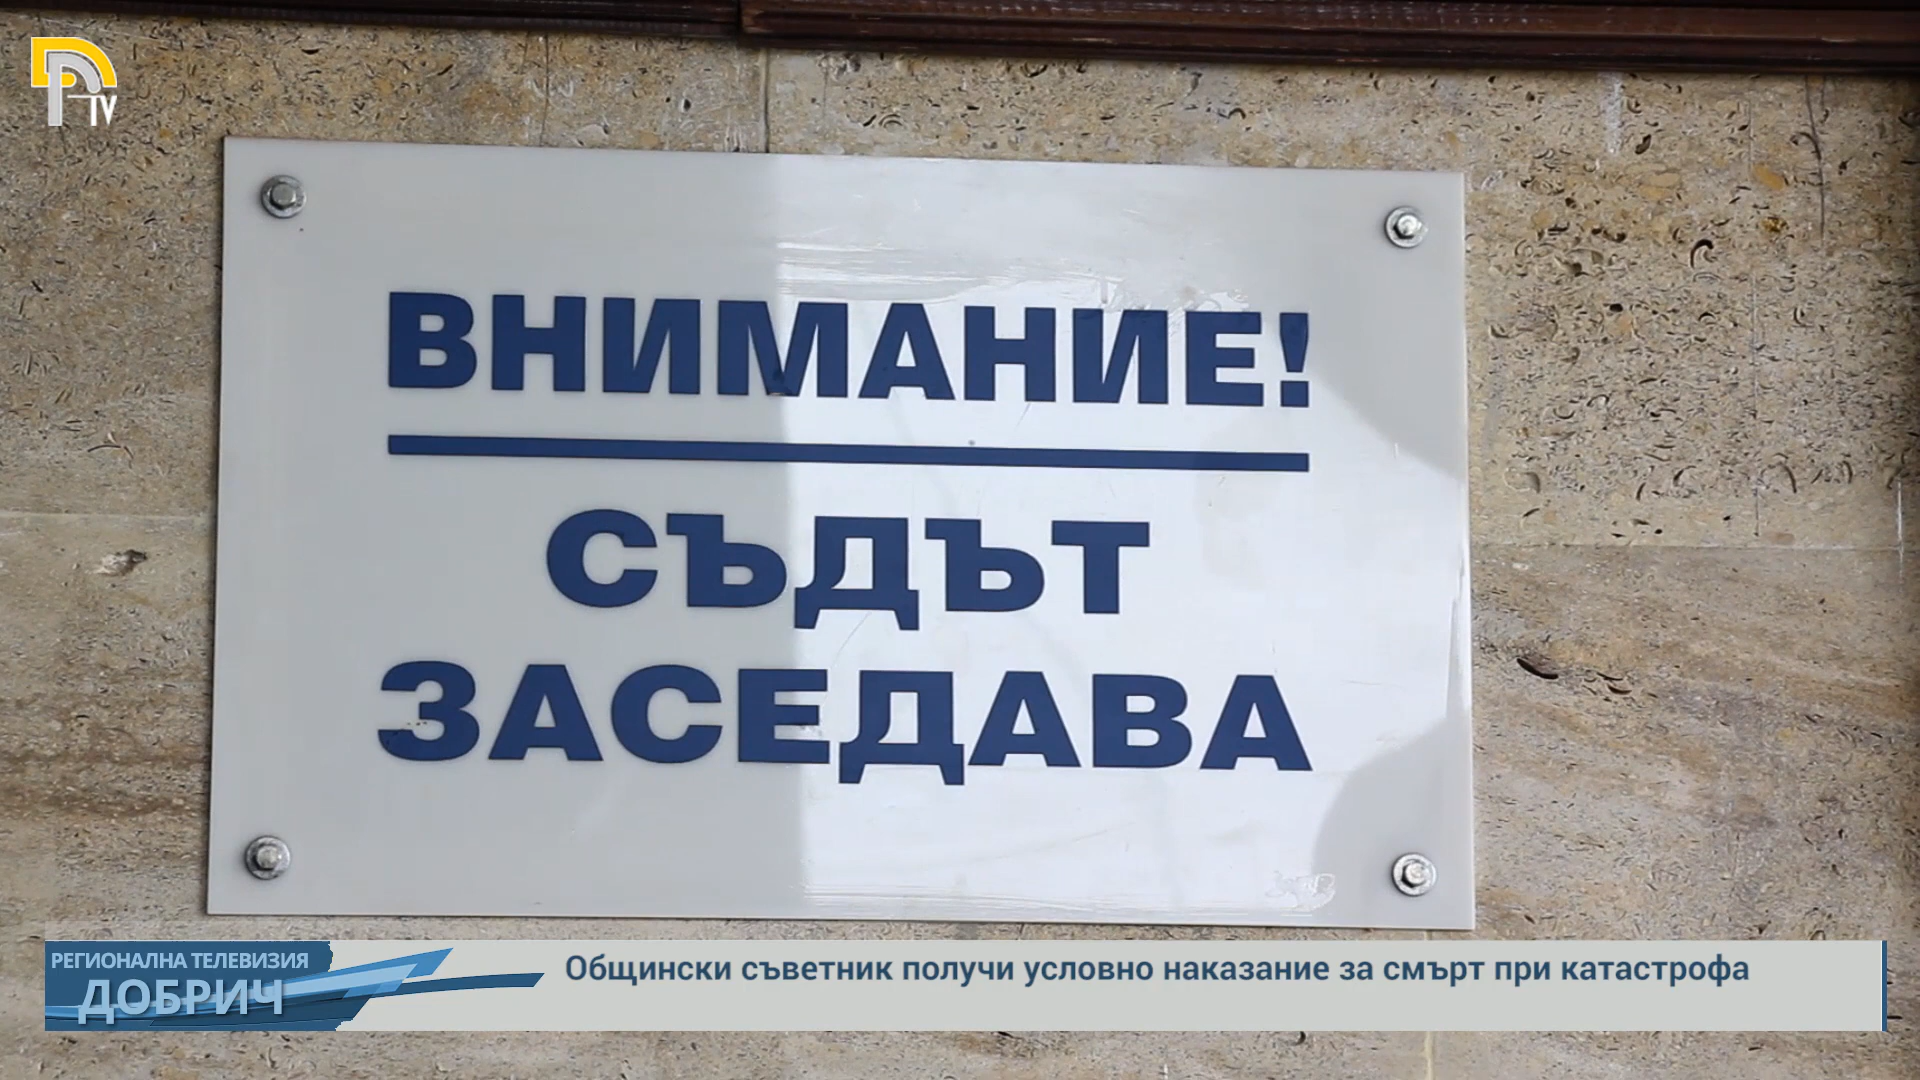 TV
ВНИМАНИЕ!
СЪДЪТ
ЗАСЕДАВА
РЕГИОНАЛНА ТЕЛЕВИЗИЯ
ДОБРИЧ
Общински съветник получи условно наказание за смърт при катастрофа